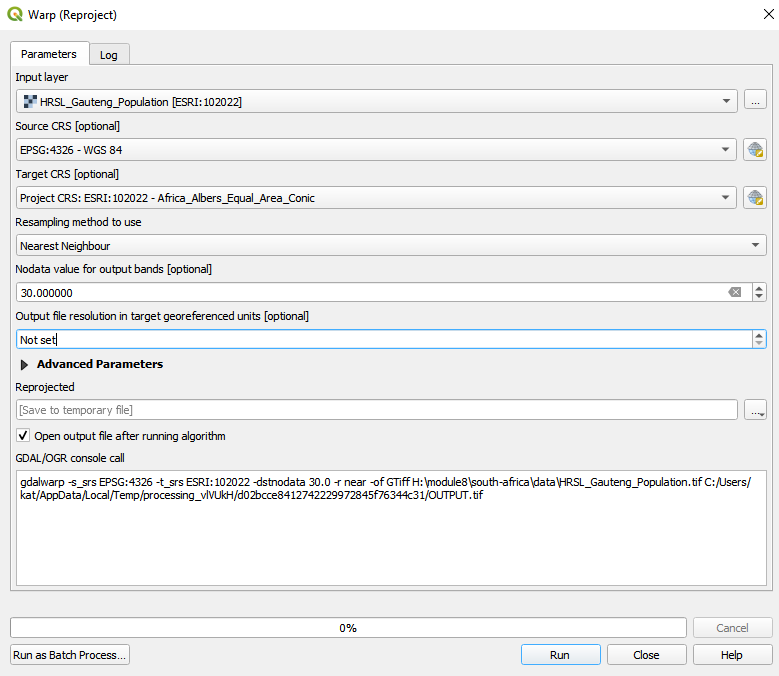 Warp (Reproject)
Parameters
Log
Input layer
HRSL_Gauteng_Population [ESRI:102022]
...
Source CRS [optional]
EPSG:4326 - WGS 84
Target CRS [optional]
Project CRS: ESRI:102022 - Africa_Albers_Equal_Area_Conic
Resampling method to use
Nearest Neighbour
Nodata value for output bands [optional]
30.000000
Output file resolution in target georeferenced units [optional]
Not set
Advanced Parameters
Reprojected
[Save to temporary file]
...
Open output file after running algorithm
GDAL/OGR console call
gdalwarp -s_srs EPSG:4326 -t_srs ESRI:102022 -dstnodata 30.0 -r near -of GTiff H:\module8\south-africa\data\HRSL_Gauteng_Population.tif C:/Users/
kat/AppData/Local/Temp/processing_vlVUkH/d02bcce8412742229972845f76344c31/OUTPUT.tif
0%
Cancel
Run as Batch Process...
Run
Close
Help